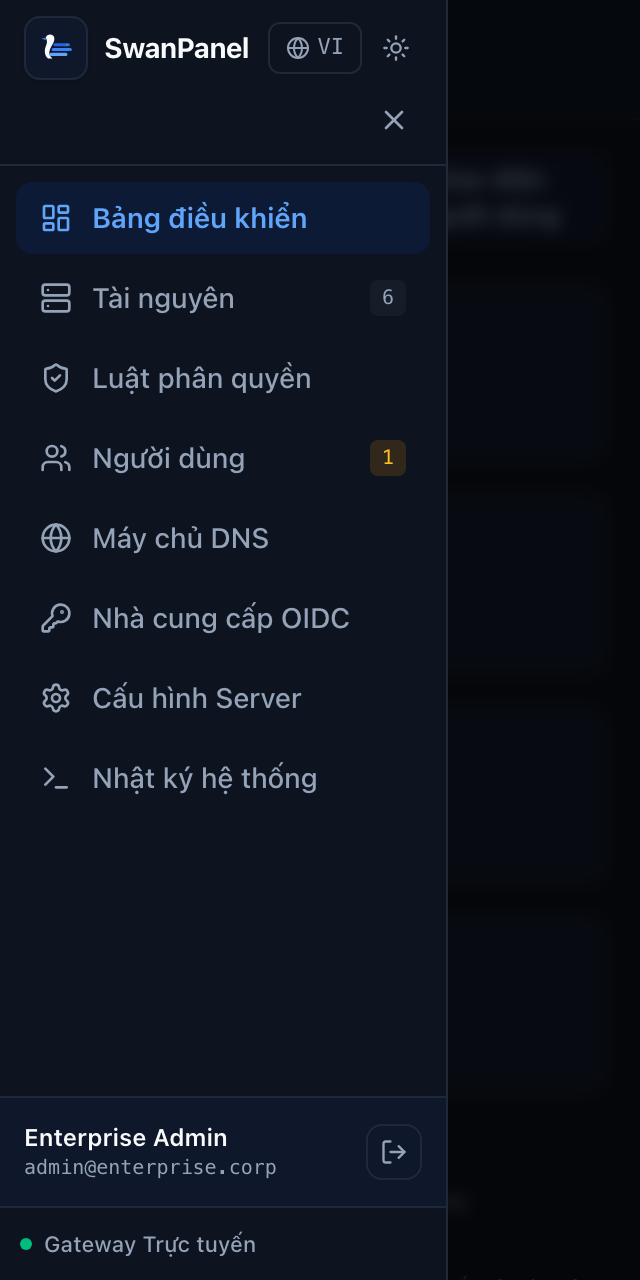 SwanPanel
VI
Bảng điều khiển
Tài nguyên 6
Luật phân quyền
Người dùng 1
Máy chủ DNS
Nhà cung cấp OIDC
Cấu hình Server
Nhật ký hệ thống
Enterprise Admin
admin@enterprise.corp
Gateway Trực tuyến